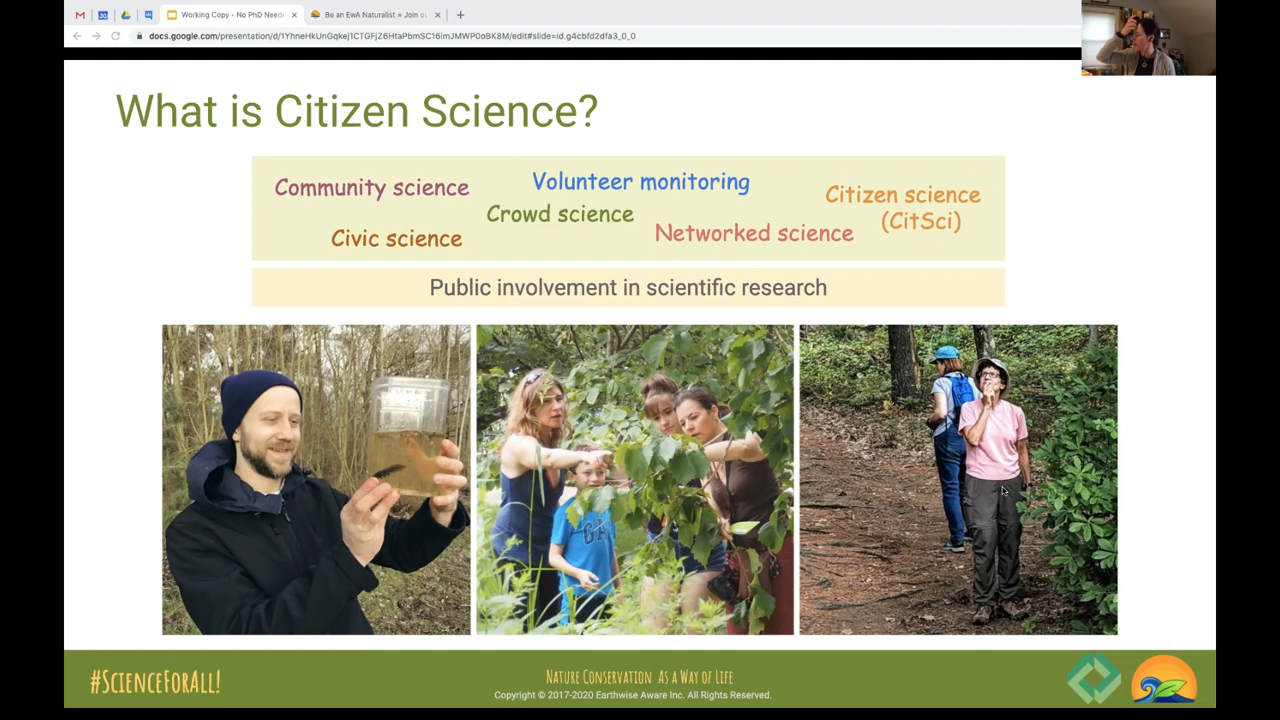 Working Copy - No PhD Need
Be an EwA Naturalist » Join o
docs.google.com/presentation/d/1YhneHkUnGqkej1CTGFjZ6HtaPbmSC16imJMWP0oBK8M/edit#slide=id.g4cbfd2dfa3_0_0
What is Citizen Science?
Community science
Volunteer monitoring
Citizen science
(CitSci)
Crowd science
Civic science
Networked science
Public involvement in scientific research
#ScienceForAll!
Nature Conservation As a Way of Life
Copyright © 2017-2020 Earthwise Aware Inc. All Rights Reserved.